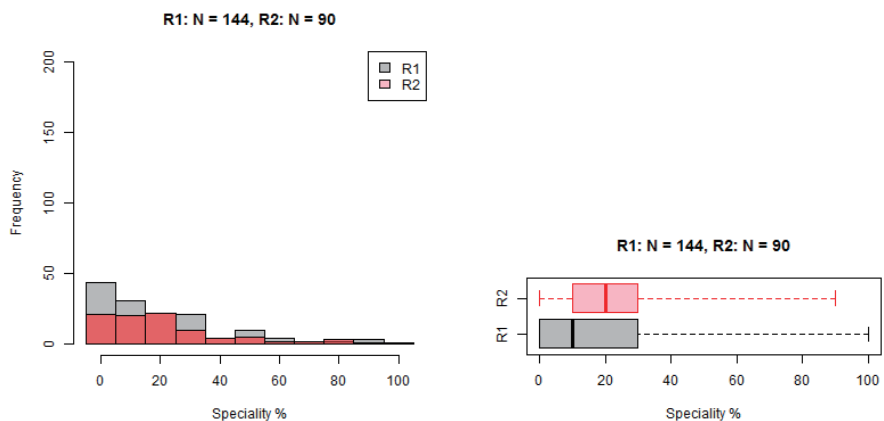 R1: N = 144, R2: N = 90
R1
R2
Frequency
200
150
100
50
0
0 20 40 60 80 100
Speciality %
R1: N = 144, R2: N = 90
R2
R1
0 20 40 60 80 100
Speciality %